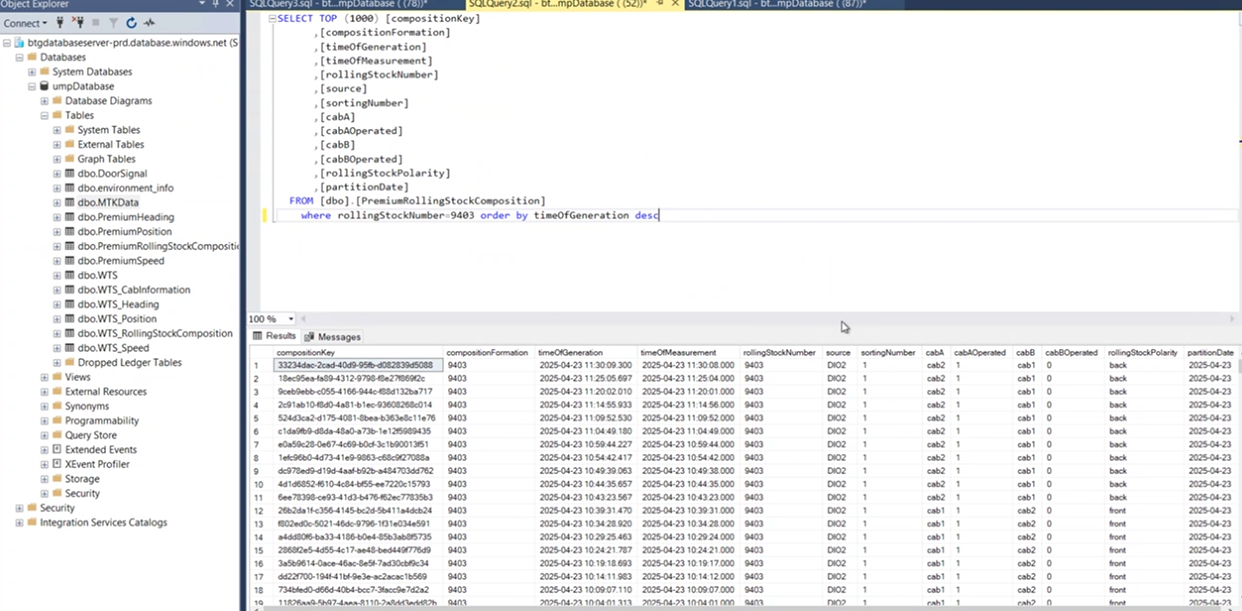 Object Explorer
Connect
btgdatabaseserver-prd.database.windows.net (S
Databases
System Databases
umpDatabase
Database Diagrams
Tables
System Tables
External Tables
Graph Tables
dbo.DoorSignal
dbo.environment_info
dbo.MTKData
dbo.PremiumHeading
dbo.PremiumPosition
dbo.PremiumRollingStockCompositio
dbo.PremiumSpeed
dbo.WTS
dbo.WTS_CabInformation
dbo.WTS_Heading
dbo.WTS_Position
dbo.WTS_RollingStockComposition
dbo.WTS_Speed
Dropped Ledger Tables
Views
External Resources
Synonyms
Programmability
Query Store
Extended Events
XEvent Profiler
Storage
Security
Security
Integration Services Catalogs
SQLQuery3.sql - bt...mpDatabase ( (78))* SQLQuery2.sql - bt...mpDatabase ( (52))* SQLQuery1.sql - bt...mpDatabase ( (87))*
SELECT TOP (1000) [compositionKey]
,[compositionFormation]
,[timeOfGeneration]
,[timeOfMeasurement]
,[rollingStockNumber]
,[source]
,[sortingNumber]
,[cabA]
,[cabAOperated]
,[cabB]
,[cabBOperated]
,[rollingStockPolarity]
,[partitionDate]
FROM [dbo].[PremiumRollingStockComposition]
where rollingStockNumber=9403 order by timeOfGeneration desc
100 %
Results Messages
compositionKey compositionFormation timeOfGeneration timeOfMeasurement rollingStockNumber source sortingNumber cabA cabAOperated cabB cabBOperated rollingStockPolarity partitionDate
1 33234dac-2cad-40d9-95fb-d082839d5088 9403 2025-04-23 11:30:09.300 2025-04-23 11:30:08.000 9403 DIO2 1 cab2 1 cab1 0 back 2025-04-23
2 18ec95ea-fa89-4312-9798-f8e27f869f2c 9403 2025-04-23 11:25:05.697 2025-04-23 11:25:04.000 9403 DIO2 1 cab2 1 cab1 0 back 2025-04-23
3 9ceb9ebb-c055-4166-944c-f88d132ba717 9403 2025-04-23 11:20:02.010 2025-04-23 11:20:01.000 9403 DIO2 1 cab2 1 cab1 0 back 2025-04-23
4 2c91ab10-f8d0-4a81-b1ec-93608268c014 9403 2025-04-23 11:14:55.933 2025-04-23 11:14:56.000 9403 DIO2 1 cab2 1 cab1 0 back 2025-04-23
5 524d3ca2-d175-4081-8bea-b363e8c11e76 9403 2025-04-23 11:09:52.530 2025-04-23 11:09:52.000 9403 DIO2 1 cab2 1 cab1 0 back 2025-04-23
6 c1da9fb9-d8da-48a0-a73b-1e12f5989435 9403 2025-04-23 11:04:49.180 2025-04-23 11:04:49.000 9403 DIO2 1 cab2 1 cab1 0 back 2025-04-23
7 e0a59c28-0e67-4c69-b0cf-3c1b90013f51 9403 2025-04-23 10:59:44.227 2025-04-23 10:59:44.000 9403 DIO2 1 cab2 1 cab1 0 back 2025-04-23
8 1efc96b0-4d73-41e9-9863-c68c9f27088a 9403 2025-04-23 10:54:42.417 2025-04-23 10:54:42.000 9403 DIO2 1 cab2 1 cab1 0 back 2025-04-23
9 dc978ed9-d19d-4aaf-b92b-a484703dd762 9403 2025-04-23 10:49:39.063 2025-04-23 10:49:38.000 9403 DIO2 1 cab2 1 cab1 0 back 2025-04-23
10 4d1d6852-f610-4c84-bf55-ee7220c15793 9403 2025-04-23 10:44:35.657 2025-04-23 10:44:35.000 9403 DIO2 1 cab2 1 cab1 0 back 2025-04-23
11 6ee78398-ce93-41d3-b476-f62ec77835b3 9403 2025-04-23 10:43:23.567 2025-04-23 10:43:23.000 9403 DIO2 1 cab2 1 cab1 0 back 2025-04-23
12 26b2da1f-c356-4145-bc2d-5b411a4dcb24 9403 2025-04-23 10:39:31.470 2025-04-23 10:39:31.000 9403 DIO2 1 cab1 1 cab2 0 front 2025-04-23
13 f802ed0c-5021-46dc-9796-1f31e034e591 9403 2025-04-23 10:34:28.920 2025-04-23 10:34:28.000 9403 DIO2 1 cab1 1 cab2 0 front 2025-04-23
14 a4dd80f6-ba33-4186-b0e4-85b3ab8f5735 9403 2025-04-23 10:29:25.463 2025-04-23 10:29:24.000 9403 DIO2 1 cab1 1 cab2 0 front 2025-04-23
15 2868f2e5-4d55-4c17-ae48-bed449f776d9 9403 2025-04-23 10:24:21.787 2025-04-23 10:24:21.000 9403 DIO2 1 cab1 1 cab2 0 front 2025-04-23
16 3a5b9614-0ace-46ac-8e5f-7ad30cbf9c34 9403 2025-04-23 10:19:18.693 2025-04-23 10:19:17.000 9403 DIO2 1 cab1 1 cab2 0 front 2025-04-23
17 dd22f700-194f-41bf-9e3e-ac2acac1b569 9403 2025-04-23 10:14:11.983 2025-04-23 10:14:12.000 9403 DIO2 1 cab1 1 cab2 0 front 2025-04-23
18 734bfed0-d66d-40b4-bcc7-3facc9e7d2a2 9403 2025-04-23 10:09:07.110 2025-04-23 10:09:07.000 9403 DIO2 1 cab1 1 cab2 0 front 2025-04-23
19 9403 2025-04-23 10:04:01.313 2025-04-23 10:04:01.000 9403 DIO2 1 cab1 1 cab2 0 front 2025-04-23